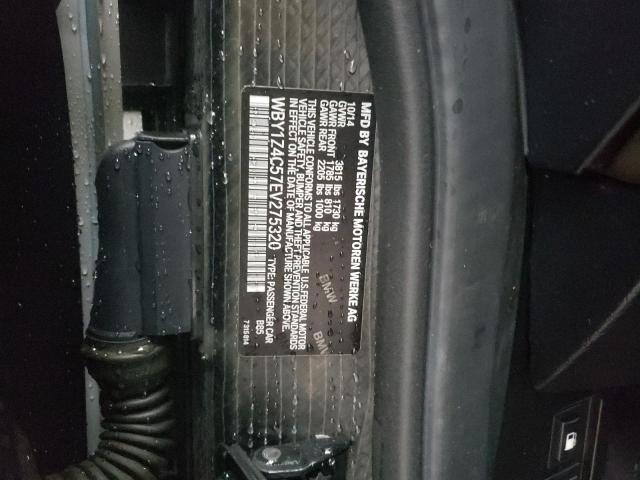 MFD BY BAYERISCHE MOTOREN WERKE AG
10/14
GVWR 3815 lbs 1730 kg
GAWR FRONT 1785 lbs 810 kg
GAWR REAR 2205 lbs 1000 kg
THIS VEHICLE CONFORMS TO ALL APPLICABLE U.S. FEDERAL MOTOR
VEHICLE SAFETY, BUMPER AND THEFT PREVENTION STANDARDS
IN EFFECT ON THE DATE OF MANUFACTURE SHOWN ABOVE.
WBY1Z4C57EV275320 TYPE: PASSENGER CAR
B85
7 315 614
BMW